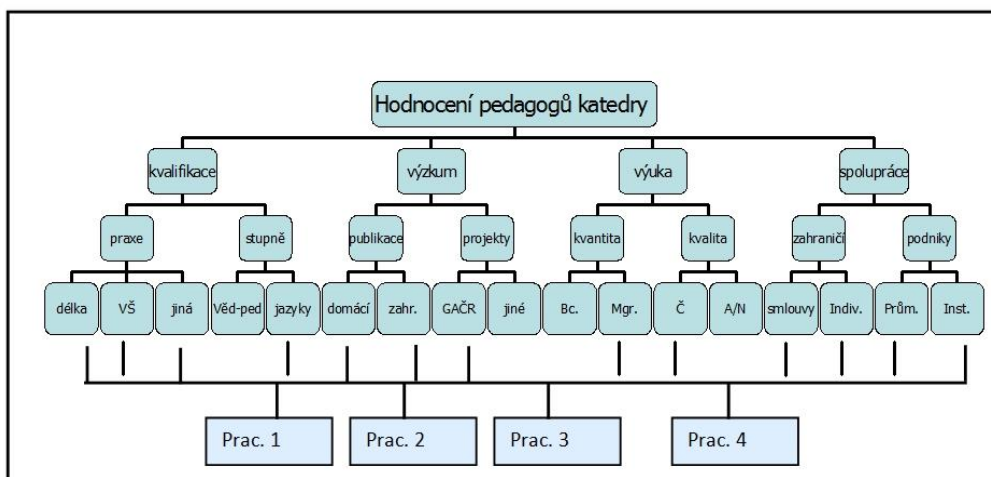 Hodnocení pedagogů katedry
kvalifikace výzkum výuka spolupráce
praxe stupně publikace projekty kvantita kvalita zahraničí podniky
délka VŠ jiná Věd-ped jazyky domácí zahr. GAČR jiné Bc. Mgr. Č A/N smlouvy Indiv. Prům. Inst.
Prac. 1 Prac. 2 Prac. 3 Prac. 4